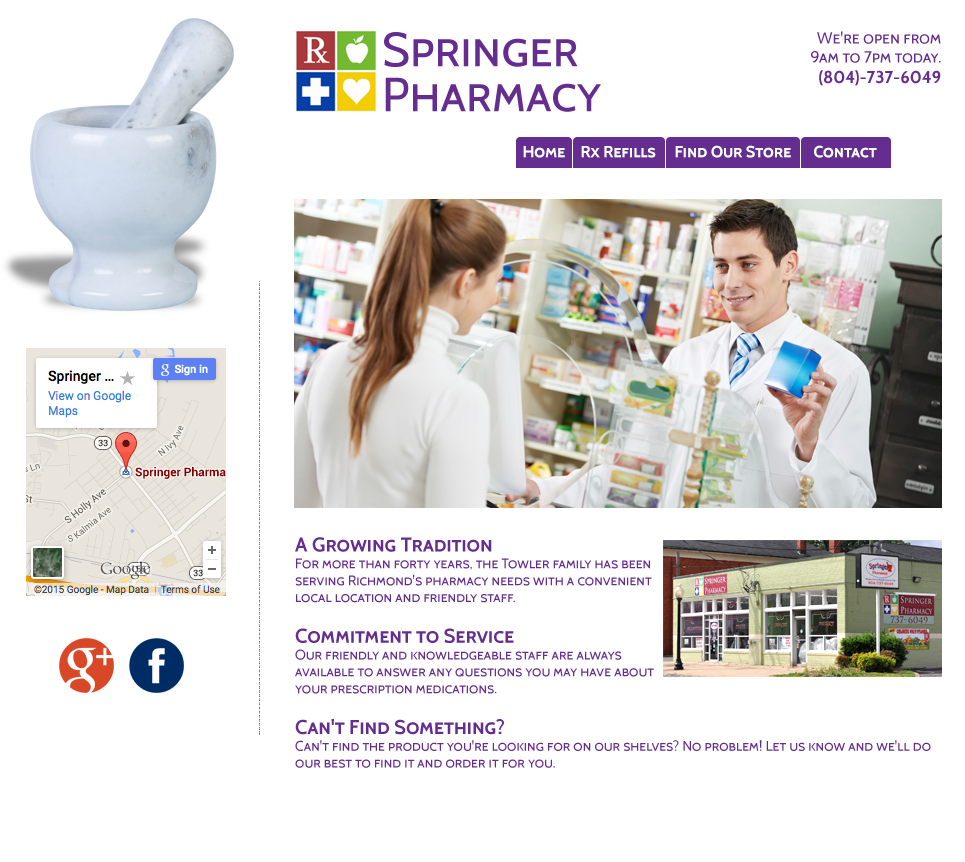 Rx
SPRINGER
PHARMACY
WE'RE OPEN FROM
9AM TO 7PM TODAY.
(804)-737-6049
HOME
RX REFILLS
FIND OUR STORE
CONTACT
Springer ...
View on Google
Maps
Sign in
33
N Ivy Ave
Ln
Springer Pharma
St
S Holly Ave
S Kalmia Ave
Google
33
+
−
©2015 Google - Map Data
Terms of Use
g+
f
A GROWING TRADITION
FOR MORE THAN FORTY YEARS, THE TOWLER FAMILY HAS BEEN
SERVING RICHMOND'S PHARMACY NEEDS WITH A CONVENIENT
LOCAL LOCATION AND FRIENDLY STAFF.
SPRINGER
PHARMACY
Springer
SPRINGER
PHARMACY
737-6049
COMMITMENT TO SERVICE
OUR FRIENDLY AND KNOWLEDGEABLE STAFF ARE ALWAYS
AVAILABLE TO ANSWER ANY QUESTIONS YOU MAY HAVE ABOUT
YOUR PRESCRIPTION MEDICATIONS.
CAN'T FIND SOMETHING?
CAN'T FIND THE PRODUCT YOU'RE LOOKING FOR ON OUR SHELVES? NO PROBLEM! LET US KNOW AND WE'LL DO
OUR BEST TO FIND IT AND ORDER IT FOR YOU.